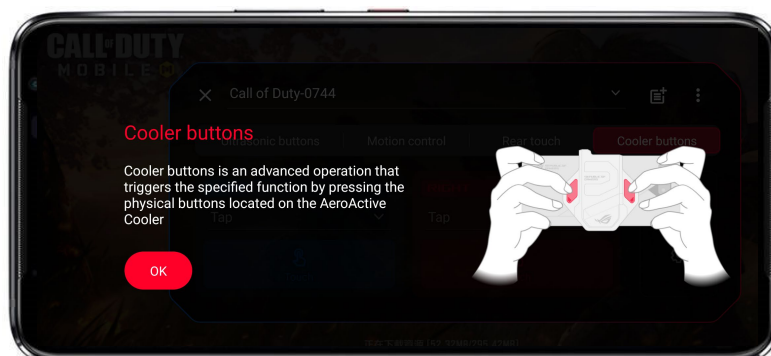 CALL OF DUTY
MOBILE
Call of Duty-0744
Cooler buttons
Ultrasonic buttons
Motion control
Rear touch
Cooler buttons
Cooler buttons is an advanced operation that
triggers the specified function by pressing the
physical buttons located on the AeroActive
Cooler
Tap
Tap
OK